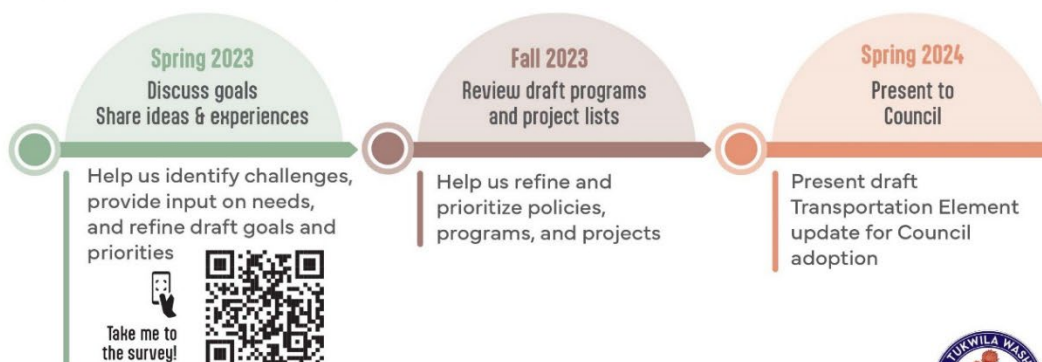 Spring 2023
Discuss goals
Share ideas & experiences
Help us identify challenges,
provide input on needs,
and refine draft goals and
priorities
Take me to
the survey!
Fall 2023
Review draft programs
and project lists
Help us refine and
prioritize policies,
programs, and projects
Spring 2024
Present to
Council
Present draft
Transportation Element
update for Council
adoption
TUKWILA